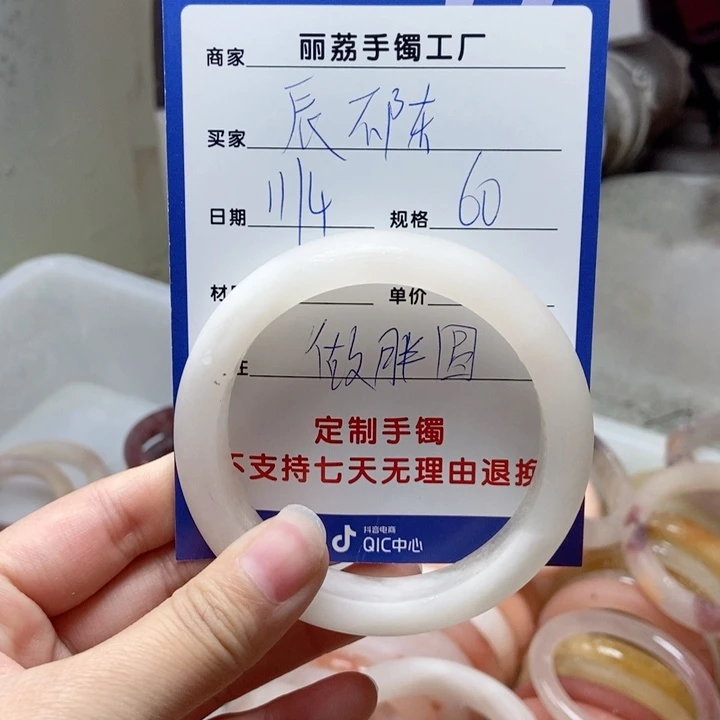 商家 丽荔手镯工厂
买家 辰
日期 11/4 规格 60
材 单价
做胖圆
定制手镯
不支持七天无理由退换
抖音电商
QIC中心